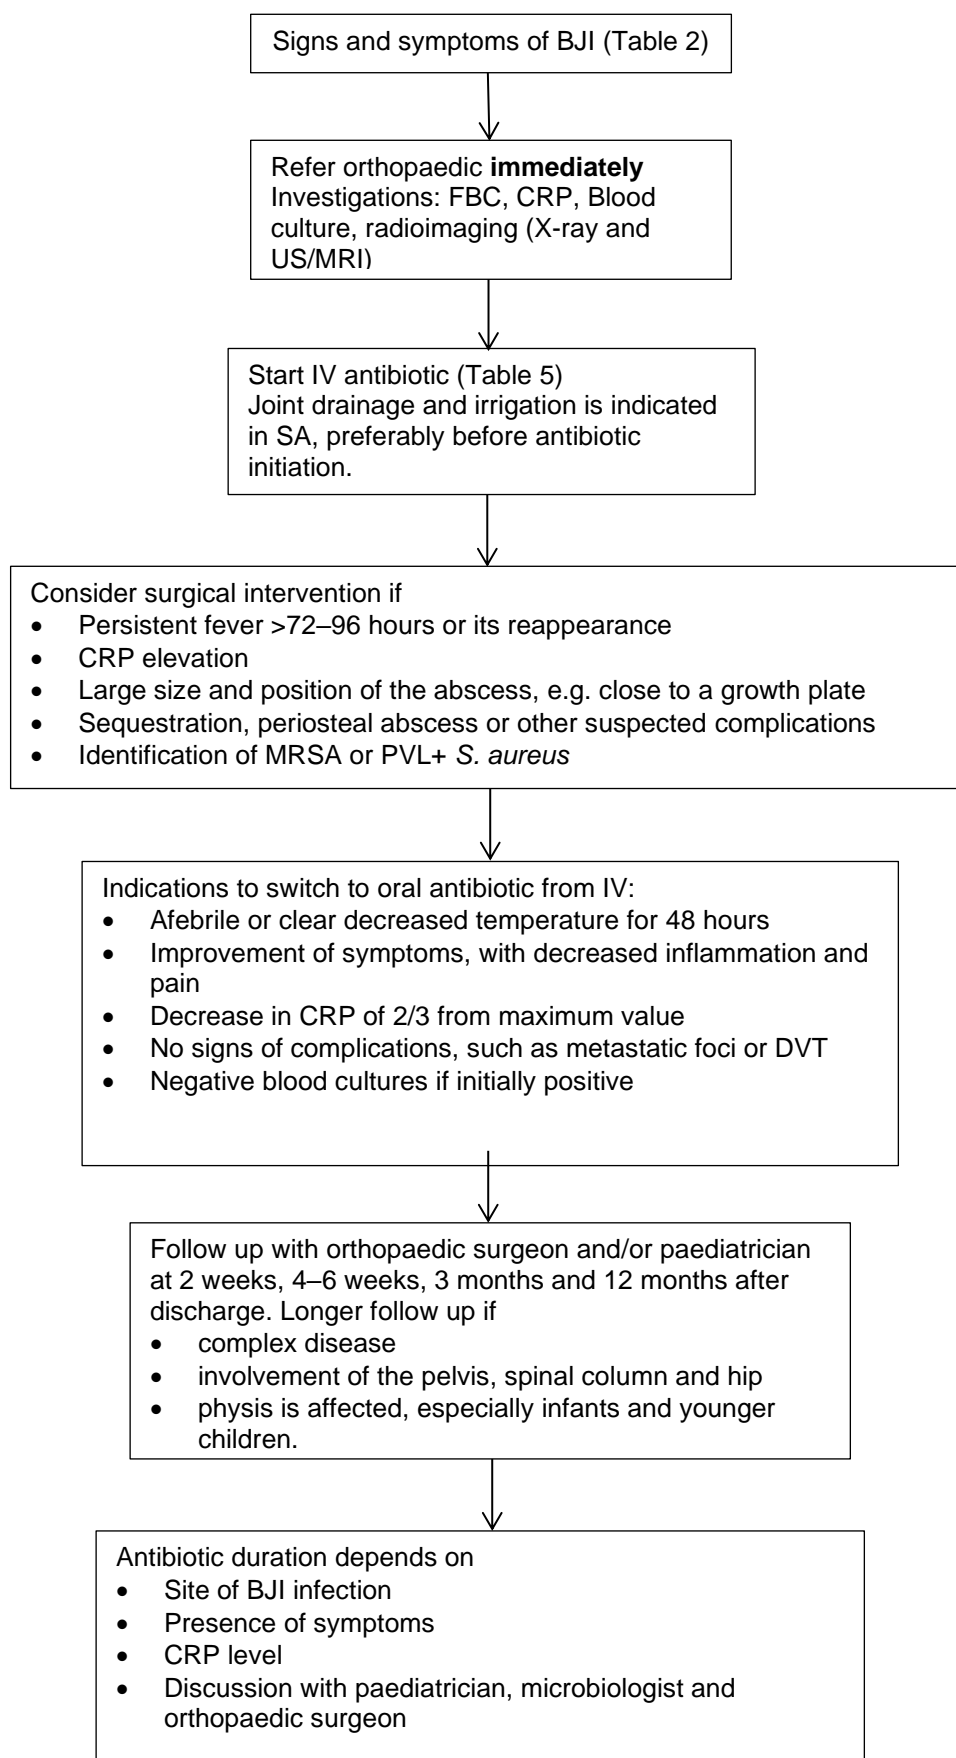 Signs and symptoms of BJI (Table 2)
Refer orthopaedic immediately
Investigations: FBC, CRP, Blood
culture, radioimaging (X-ray and
US/MRI)
Start IV antibiotic (Table 5)
Joint drainage and irrigation is indicated
in SA, preferably before antibiotic
initiation.
Consider surgical intervention if
• Persistent fever >72–96 hours or its reappearance
• CRP elevation
• Large size and position of the abscess, e.g. close to a growth plate
• Sequestration, periosteal abscess or other suspected complications
• Identification of MRSA or PVL+ S. aureus
Indications to switch to oral antibiotic from IV:
• Afebrile or clear decreased temperature for 48 hours
• Improvement of symptoms, with decreased inflammation and
pain
• Decrease in CRP of 2/3 from maximum value
• No signs of complications, such as metastatic foci or DVT
• Negative blood cultures if initially positive
Follow up with orthopaedic surgeon and/or paediatrician
at 2 weeks, 4–6 weeks, 3 months and 12 months after
discharge. Longer follow up if
• complex disease
• involvement of the pelvis, spinal column and hip
• physis is affected, especially infants and younger
children.
Antibiotic duration depends on
• Site of BJI infection
• Presence of symptoms
• CRP level
• Discussion with paediatrician, microbiologist and
orthopaedic surgeon